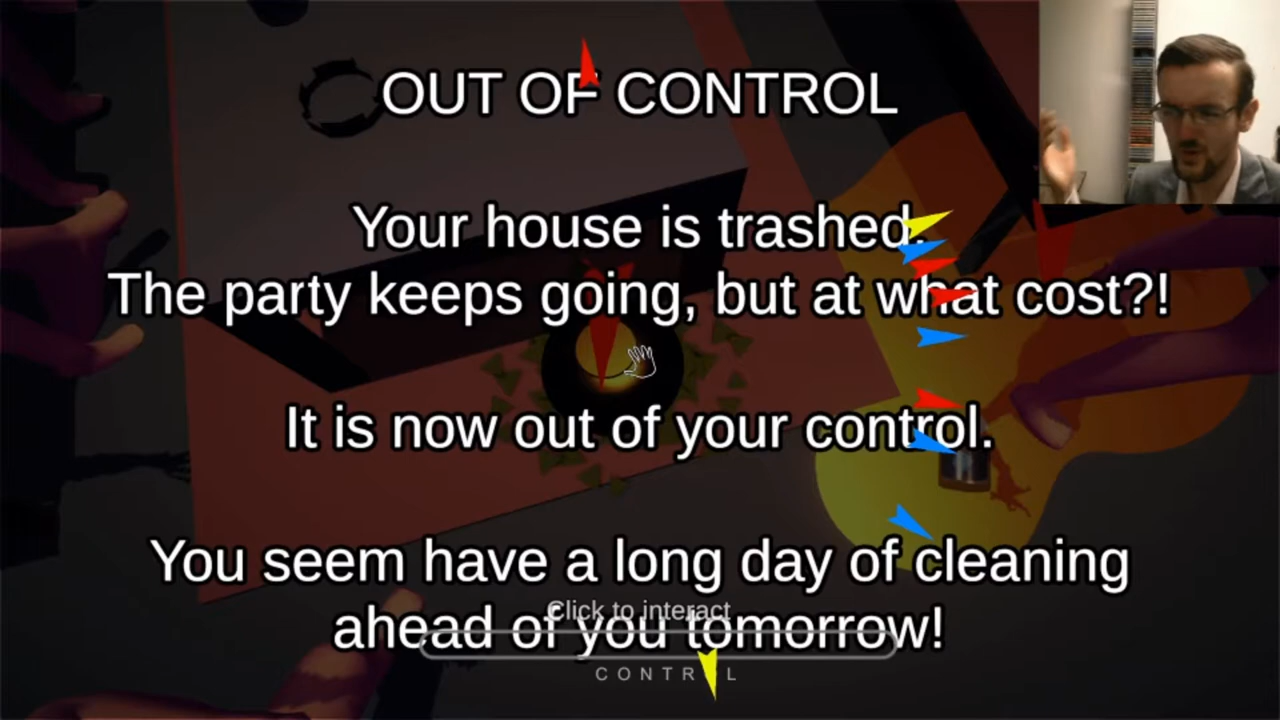 OUT OF CONTROL
Your house is trashed.
The party keeps going, but at what cost?!
It is now out of your control.
You seem have a long day of cleaning
Click to interact
ahead of you tomorrow!
CONTROL